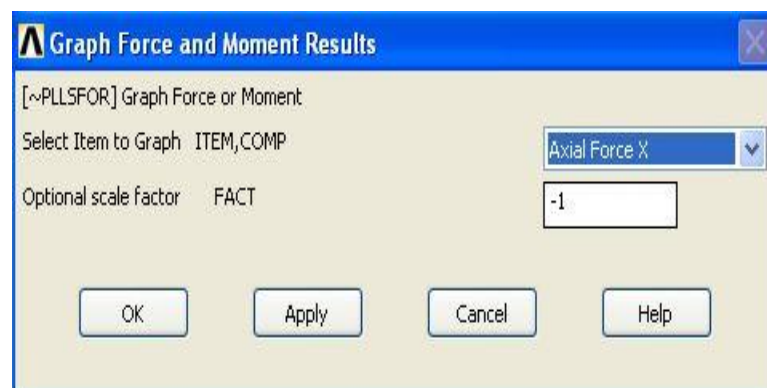 Graph Force and Moment Results
[~PLLSFOR] Graph Force or Moment
Select Item to Graph ITEM,COMP Axial Force X
Optional scale factor FACT -1
OK Apply Cancel Help